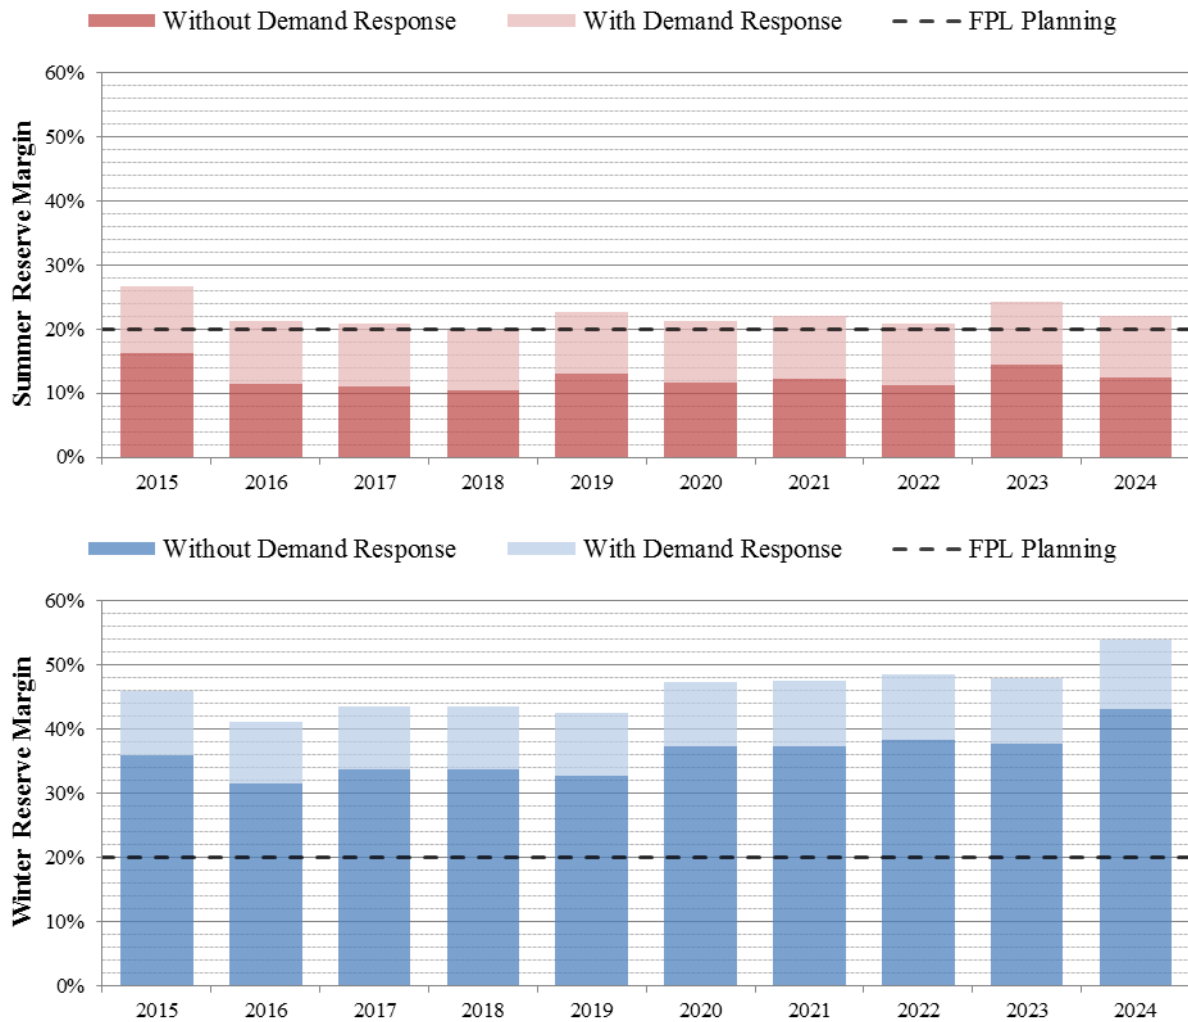 Without Demand Response With Demand Response FPL Planning
Summer Reserve Margin
60%
50%
40%
30%
20%
10%
0%
2015 2016 2017 2018 2019 2020 2021 2022 2023 2024
Without Demand Response With Demand Response FPL Planning
Winter Reserve Margin
60%
50%
40%
30%
20%
10%
0%
2015 2016 2017 2018 2019 2020 2021 2022 2023 2024